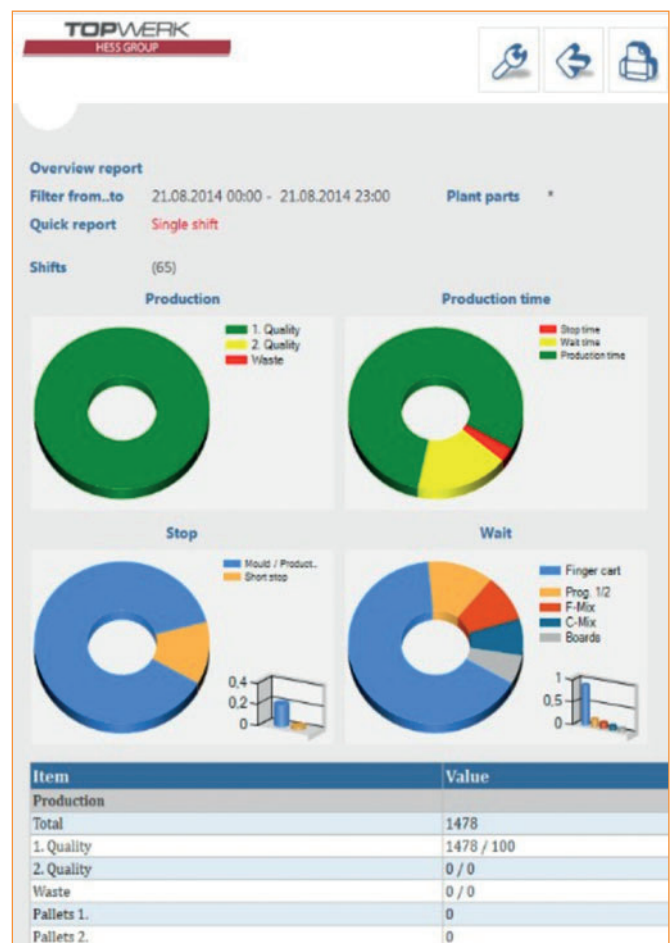 TOPWERK
HESS GROUP
Overview report
Filter from..to 21.08.2014 00:00 - 21.08.2014 23:00 Plant parts *
Quick report Single shift
Shifts (65)
Production
1. Quality
2. Quality
Waste
Production time
Stop time
Wait time
Production time
Stop
Mould / Product..
Short stop
0,4
0,2
0
Wait
Finger cart
Prog. 1/2
F-Mix
C-Mix
Boards
1
0,5
0
Item Value
Production
Total 1478
1. Quality 1478 / 100
2. Quality 0 / 0
Waste 0 / 0
Pallets 1. 0
Pallets 2. 0